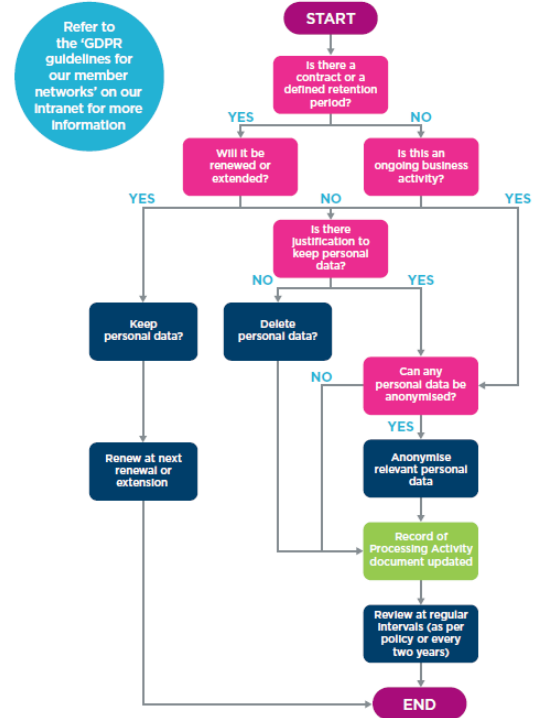 Refer to
the ‘GDPR
guidelines for
our member
networks’ on our
Intranet for more
information
START
Is there a
contract or a
defined retention
period?
YES
NO
Will it be
renewed or
extended?
Is this an
ongoing business
activity?
YES
NO
YES
Is there
justification to
keep personal
data?
NO
YES
Keep
personal data?
Delete
personal data?
Can any
personal data be
anonymised?
NO
YES
Renew at next
renewal or
extension
Anonymise
relevant personal
data
Record of
Processing Activity
document updated
Review at regular
intervals (as per
policy or every
two years)
END